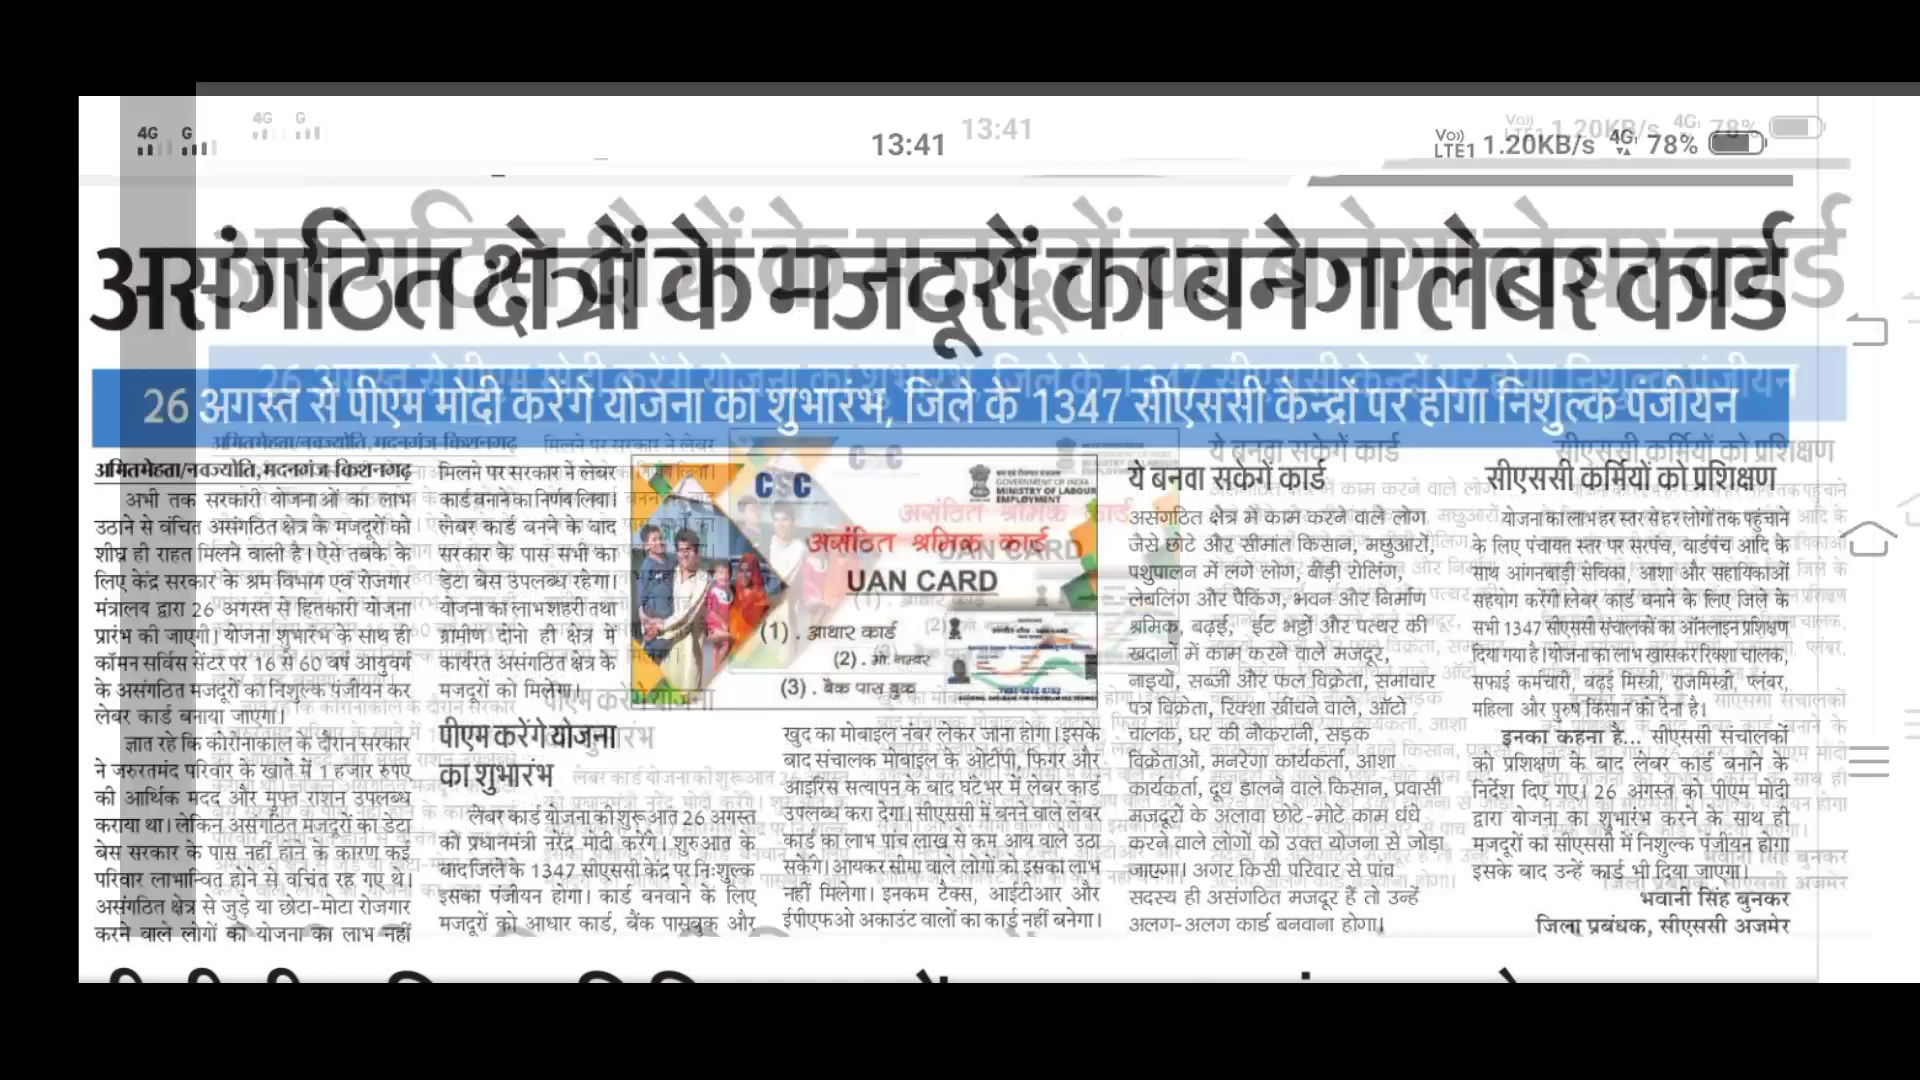 4G G
13:41
Vo)) LTE1 1.20KB/s 4G 78%
असंगठित क्षेत्रों के मजदूरों का बनेगा लेबर कार्ड
26 अगस्त से पीएम मोदी करेंगे योजना का शुभारंभ, जिले के 1347 सीएससी केन्द्रों पर होगा निशुल्क पंजीयन
अमित मेहता/नवज्योति, मदनगंज-किशनगढ़
अभी तक सरकारी योजनाओं का लाभ
उठाने से वंचित असंगठित क्षेत्र के मजदूरों को
शीघ्र ही राहत मिलने वाली है। ऐसे तबके के
लिए केंद्र सरकार के श्रम विभाग एवं रोजगार
मंत्रालय द्वारा 26 अगस्त से हितकारी योजना
प्रारंभ की जाएगी। योजना शुभारंभ के साथ ही
कॉमन सर्विस सेंटर पर 16 से 60 वर्ष आयुवर्ग
के असंगठित मजदूरों का निशुल्क पंजीयन कर
लेबर कार्ड बनाया जाएगा।
ज्ञात रहे कि कोरोनाकाल के दौरान सरकार
ने जरुरतमंद परिवार के खाते में 1 हजार रुपए
की आर्थिक मदद और मुफ्त राशन उपलब्ध
कराया था। लेकिन असंगठित मजदूरों का डेटा
बेस सरकार के पास नहीं होने के कारण कई
परिवार लाभान्वित होने से वंचित रह गए थे।
असंगठित क्षेत्र से जुड़े या छोटा-मोटा रोजगार
करने वाले लोगों को योजना का लाभ नहीं
मिलने पर सरकार ने लेबर
कार्ड बनाने का निर्णय लिया।
लेबर कार्ड बनने के बाद
सरकार के पास सभी का
डेटा बेस उपलब्ध रहेगा।
योजना का लाभ शहरी तथा
ग्रामीण दोनो ही क्षेत्र में
कार्यरत असंगठित क्षेत्र के
मजदूरों को मिलेगा।
पीएम करेंगे योजना
का शुभारंभ
लेबर कार्ड योजना की शुरूआत 26 अगस्त
को प्रधानमंत्री नरेंद्र मोदी करेंगे। शुरुआत के
बाद जिले के 1347 सीएससी केंद्र पर निःशुल्क
इसका पंजीयन होगा। कार्ड बनवाने के लिए
मजदूरों को आधार कार्ड, बैंक पासबुक और
CSC
GOVERNMENT OF INDIA
MINISTRY OF LABOUR
EMPLOYMENT
असंठित श्रमिक कार्ड
UAN CARD
(1) . आधार कार्ड
(2) . मो. नम्बर
(3) . बैक पास बुक
खुद का मोबाइल नंबर लेकर जाना होगा। इसके
बाद संचालक मोबाइल के ओटीपी, फिंगर और
आइरिस सत्यापन के बाद घंटे भर में लेबर कार्ड
उपलब्ध करा देगा। सीएससी में बनने वाले लेबर
कार्ड का लाभ पांच लाख से कम आय वाले उठा
सकेंगे। आयकर सीमा वाले लोगों को इसका लाभ
नहीं मिलेगा। इनकम टैक्स, आईटीआर और
ईपीएफओ अकाउंट वालों का कार्ड नहीं बनेगा।
ये बनवा सकेगें कार्ड
असंगठित क्षेत्र में काम करने वाले लोग
जैसे छोटे और सीमांत किसान, मछुआरों,
पशुपालन में लगे लोग, बीड़ी रोलिंग,
लेबलिंग और पैकिंग, भवन और निर्माण
श्रमिक, बढ़ई, ईट भट्टों और पत्थर की
खदानों में काम करने वाले मजदूर,
नाइयों, सब्जी और फल विक्रेता, समाचार
पत्र विक्रेता, रिक्शा खींचने वाले, ऑटो
चालक, घर की नौकरानी, सड़क
विक्रेताओं, मनरेगा कार्यकर्ता, आशा
कार्यकर्ता, दूध डालने वाले किसान, प्रवासी
मजदूरों के अलावा छोटे-मोटे काम धंधे
करने वाले लोगों को उक्त योजना से जोड़ा
जाएगा। अगर किसी परिवार से पांच
सदस्य ही असंगठित मजदूर है तो उन्हें
अलग-अलग कार्ड बनवाना होगा।
सीएससी कर्मियों को प्रशिक्षण
योजना का लाभ हर स्तर से हर लोगों तक पहुंचाने
के लिए पंचायत स्तर पर सरपंच, वार्डपंच आदि के
साथ आंगनबाड़ी सेविका, आशा और सहायिकाओं
सहयोग करेंगी। लेबर कार्ड बनाने के लिए जिले के
सभी 1347 सीएससी संचालकों का ऑनलाइन प्रशिक्षण
दिया गया है। योजना का लाभ खासकर रिक्शा चालक,
सफाई कर्मचारी, बढ़ई मिस्त्री, राजमिस्त्री, प्लंबर,
महिला और पुरुष किसान को देना है।
इनका कहना है... सीएससी संचालकों
को प्रशिक्षण के बाद लेबर कार्ड बनाने के
निर्देश दिए गए। 26 अगस्त को पीएम मोदी
द्वारा योजना का शुभारंभ करने के साथ ही
मजदूरों का सीएससी में निशुल्क पंजीयन होगा
इसके बाद उन्हें कार्ड भी दिया जाएगा।
भवानी सिंह बुनकर
जिला प्रबंधक, सीएससी अजमेर